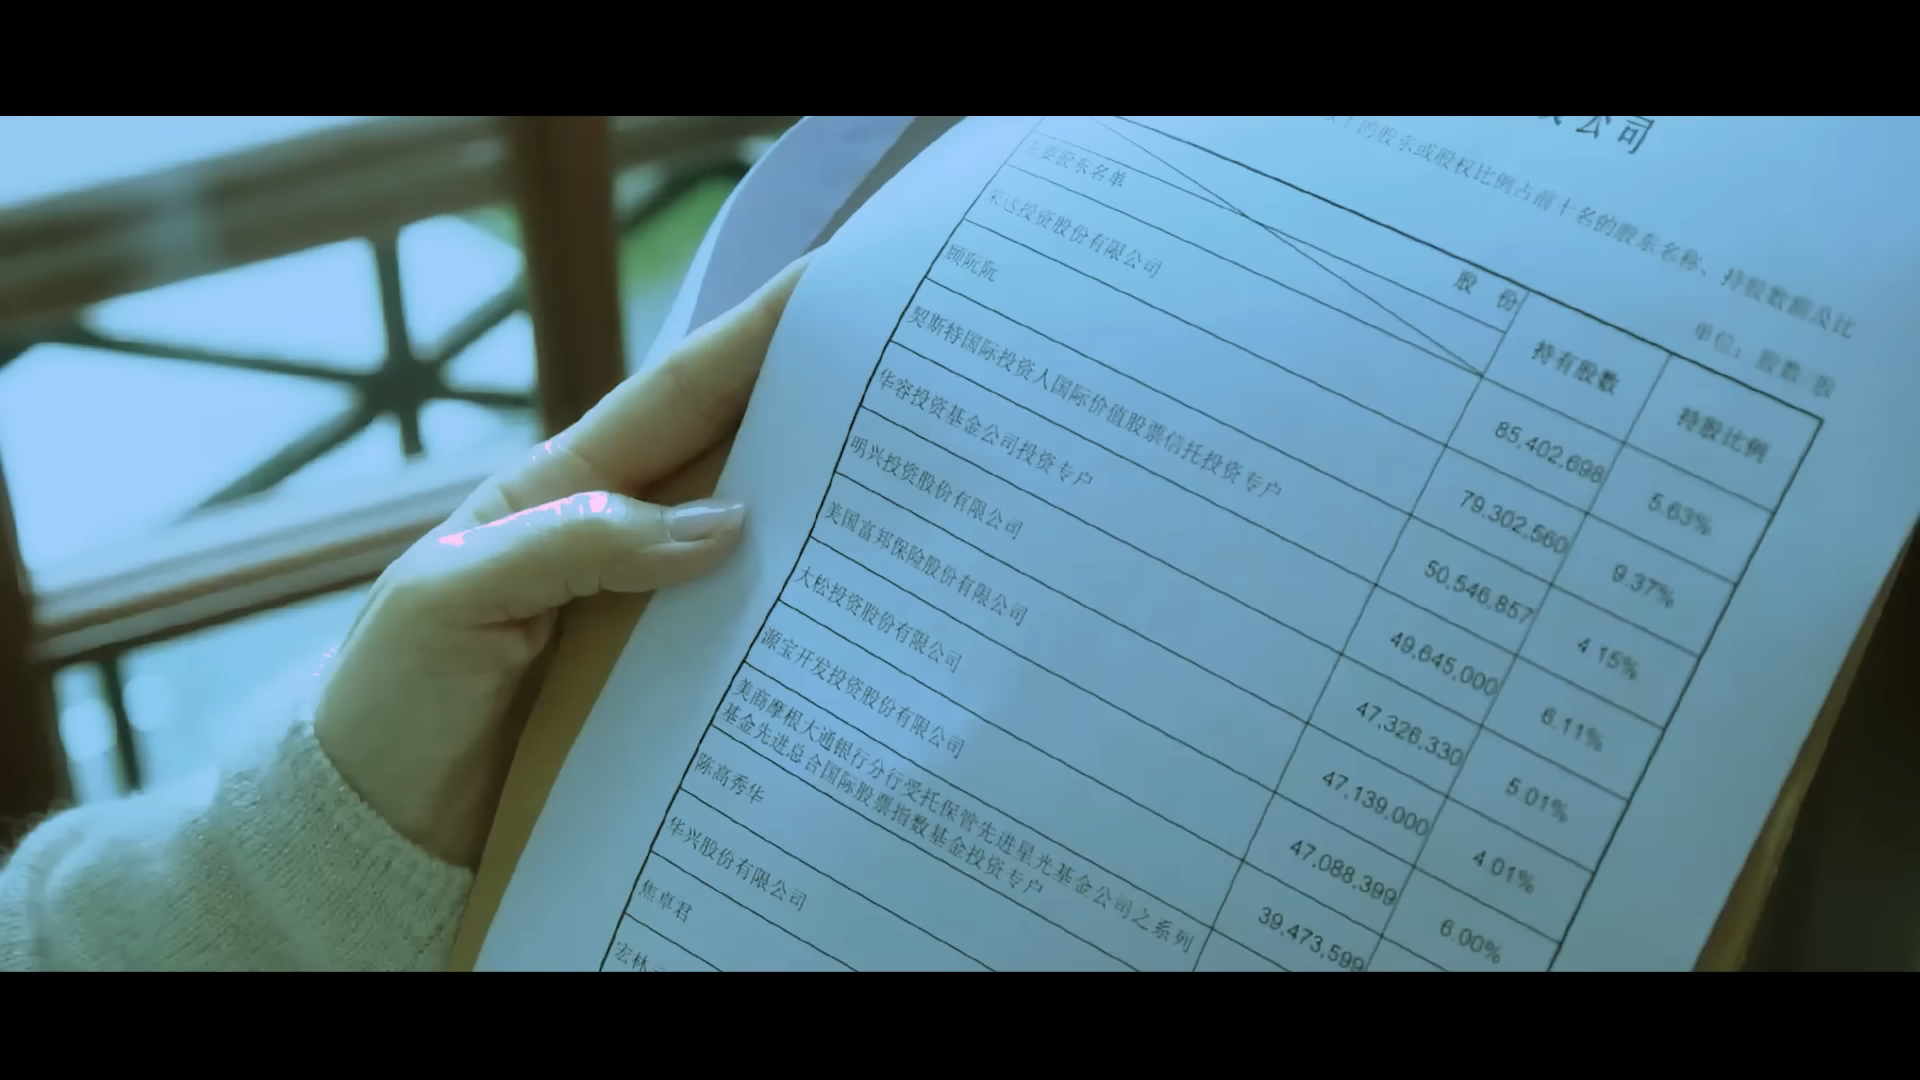 公司
上的股东或股权比例占前十名的股东名称、持股数额及比
单位：股数/股
股 份
主要股东名单
持有股数
持股比例
荣达投资股份有限公司
85,402,698
5.63%
顾阮阮
79,302,560
9.37%
契斯特国际投资人国际价值股票信托投资专户
50,546,857
4.15%
华容投资基金公司投资专户
49,645,000
6.11%
明兴投资股份有限公司
47,326,330
5.01%
美国富邦保险股份有限公司
47,139,000
4.01%
大松投资股份有限公司
47,088,399
6.00%
源宝开发投资股份有限公司
39,473,599
美商摩根大通银行分行受托保管先进星光基金公司之系列
基金先进总合国际股票指数基金投资专户
陈高秀华
华兴股份有限公司
焦卓君
宏林